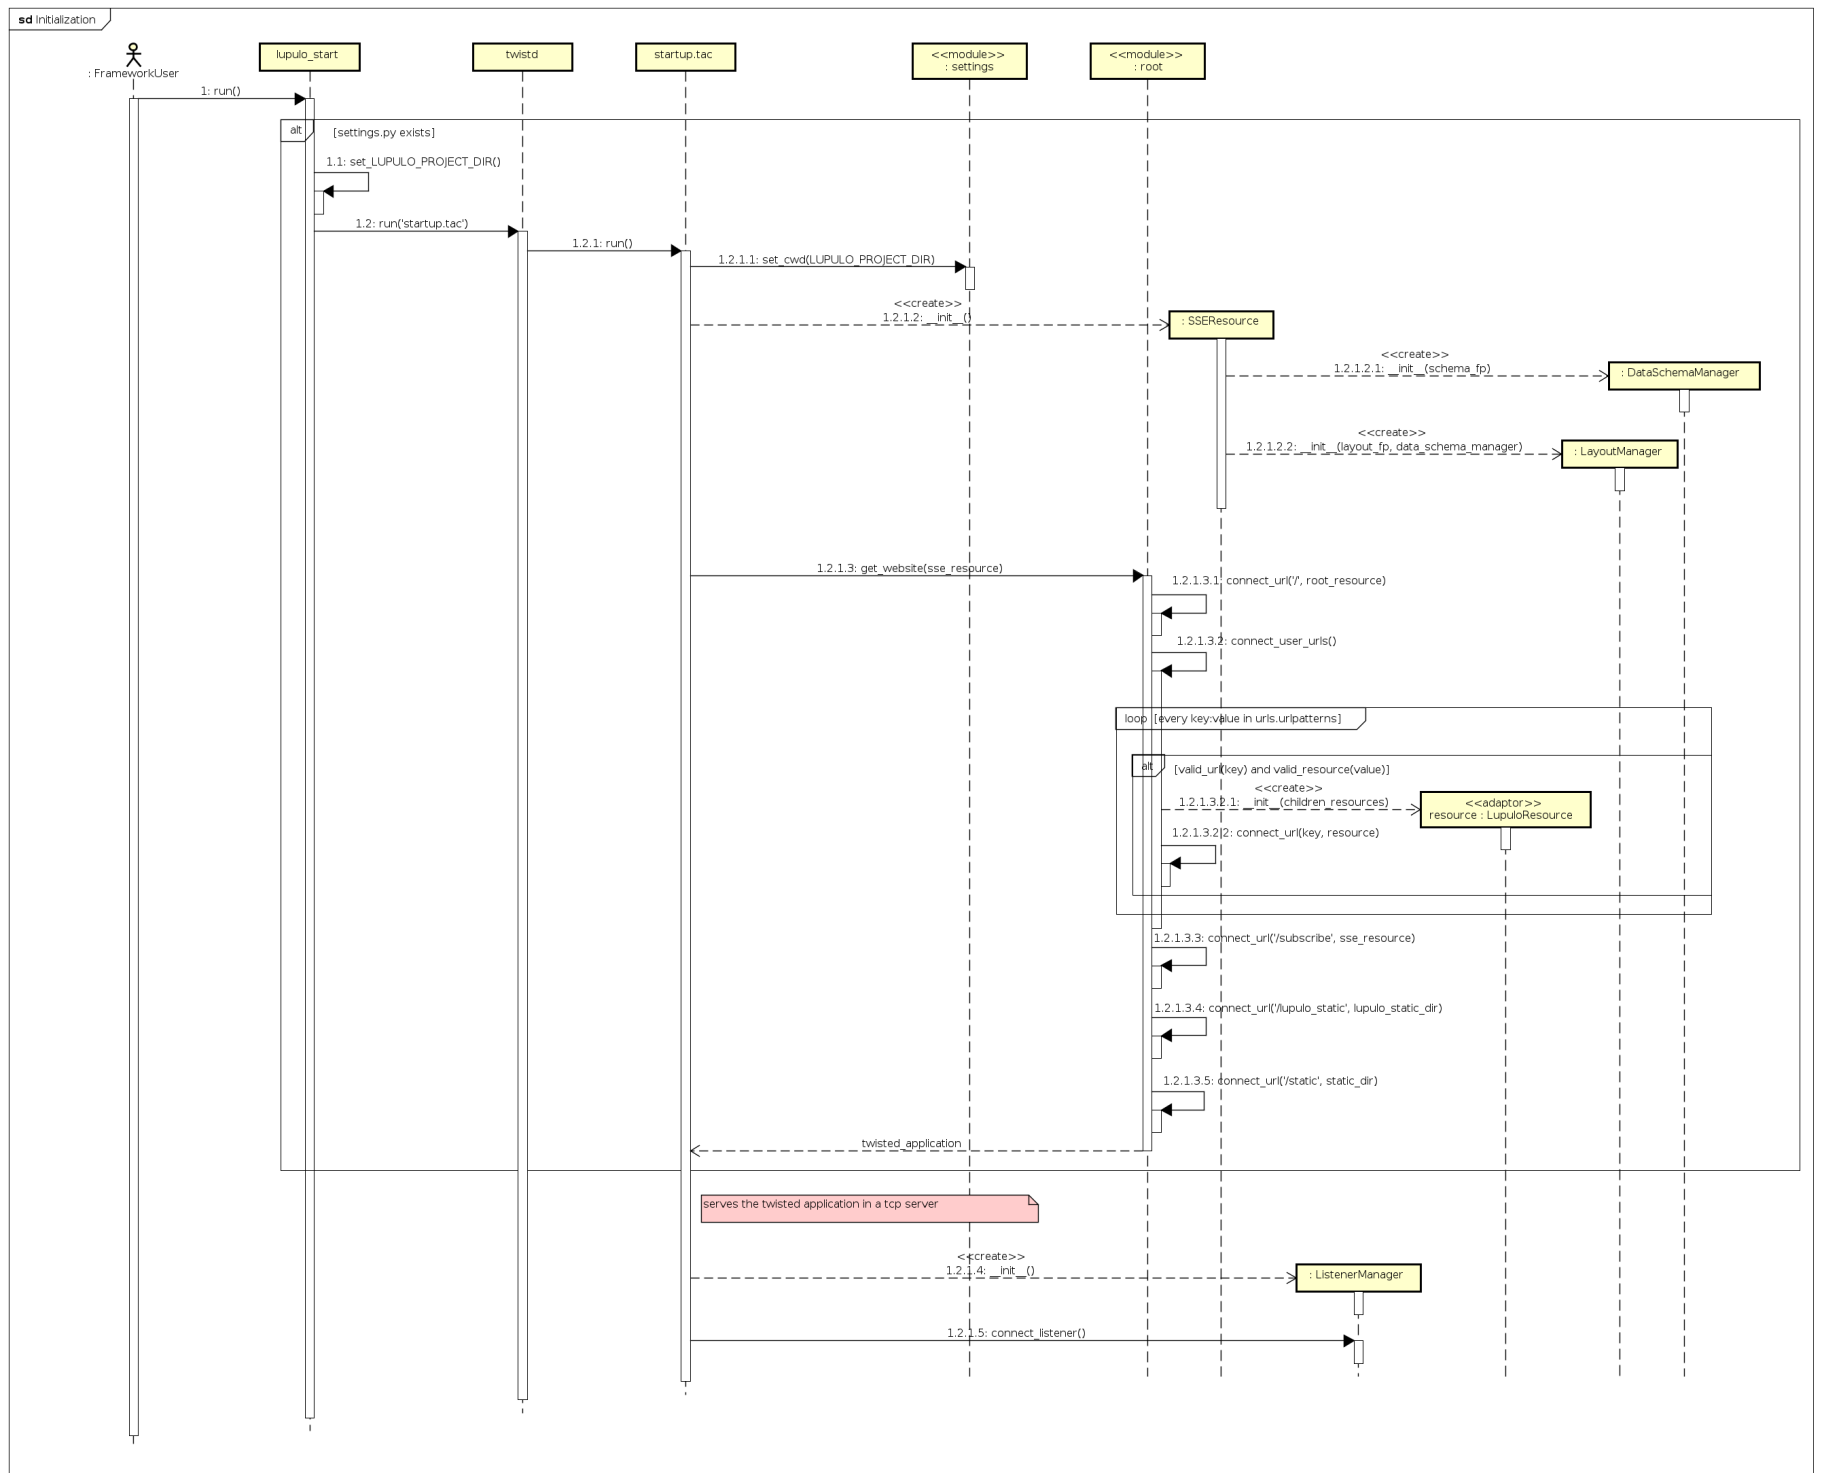 sd Initialization
: FrameworkUser
lupulo_start
twistd
startup.tac
<<module>>
: settings
<<module>>
: root
1: run()
alt
[settings.py exists]
1.1: set_LUPULO_PROJECT_DIR()
1.2: run('startup.tac')
1.2.1: run()
1.2.1.1: set_cwd(LUPULO_PROJECT_DIR)
<<create>>
1.2.1.2: __init__()
: SSEResource
<<create>>
1.2.1.2.1: __init__(schema_fp)
: DataSchemaManager
<<create>>
1.2.1.2.2: __init__(layout_fp, data_schema_manager)
: LayoutManager
1.2.1.3: get_website(sse_resource)
1.2.1.3.1: connect_url('/', root_resource)
1.2.1.3.2: connect_user_urls()
loop [every key:value in urls.urlpatterns]
alt
[valid_url(key) and valid_resource(value)]
<<create>>
1.2.1.3.2.1: __init__(children_resources)
<<adaptor>>
resource : LupuloResource
1.2.1.3.2.2: connect_url(key, resource)
1.2.1.3.3: connect_url('/subscribe', sse_resource)
1.2.1.3.4: connect_url('/lupulo_static', lupulo_static_dir)
1.2.1.3.5: connect_url('/static', static_dir)
twisted_application
serves the twisted application in a tcp server
<<create>>
1.2.1.4: __init__()
: ListenerManager
1.2.1.5: connect_listener()